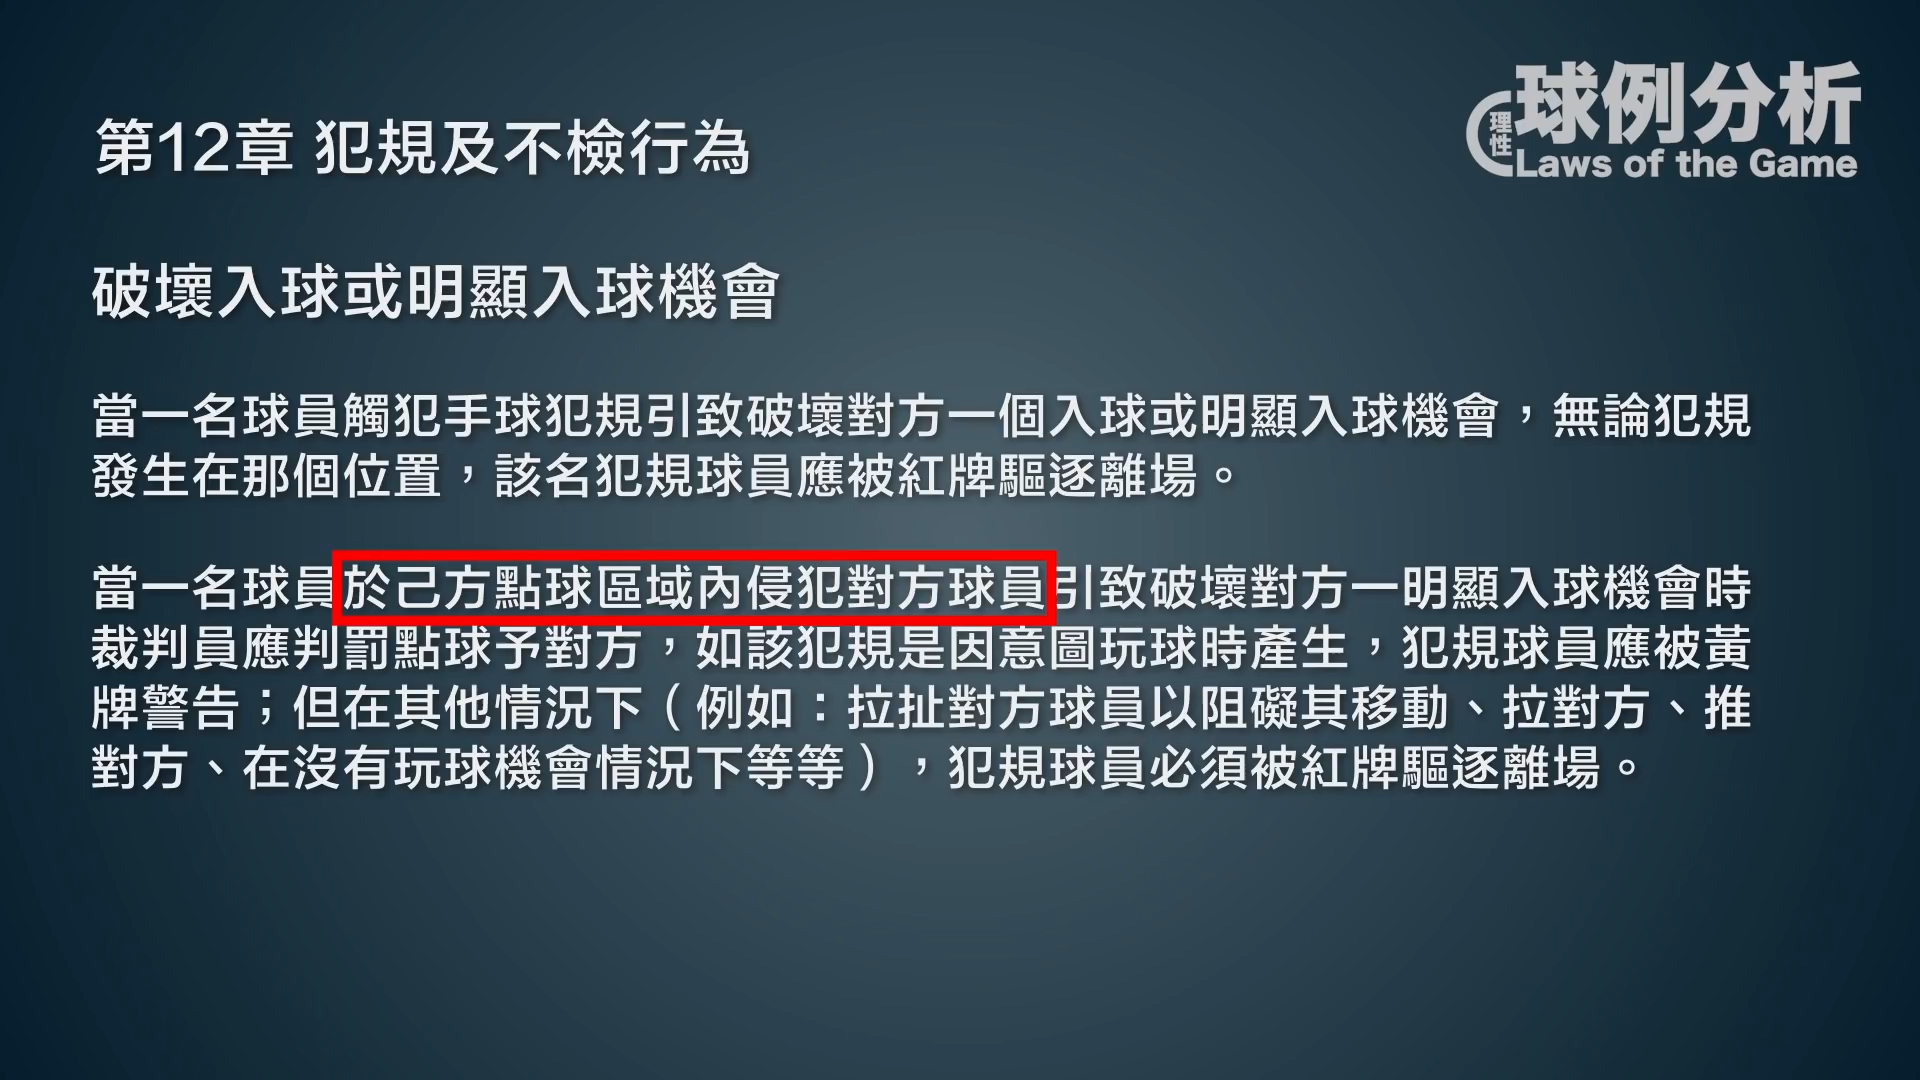 理性
球例分析
Laws of the Game
第12章 犯規及不檢行為
破壞入球或明顯入球機會
當一名球員觸犯手球犯規引致破壞對方一個入球或明顯入球機會，無論犯規
發生在那個位置，該名犯規球員應被紅牌驅逐離場。
當一名球員於己方點球區域內侵犯對方球員引致破壞對方一明顯入球機會時
裁判員應判罰點球予對方，如該犯規是因意圖玩球時產生，犯規球員應被黃
牌警告；但在其他情況下（例如：拉扯對方球員以阻礙其移動、拉對方、推
對方、在沒有玩球機會情況下等等），犯規球員必須被紅牌驅逐離場。